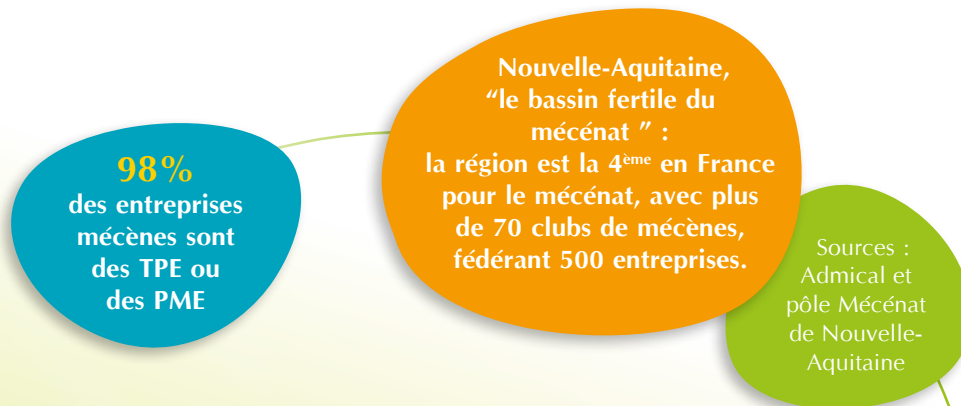 98%
des entreprises
mécènes sont
des TPE ou
des PME
Nouvelle-Aquitaine,
“le bassin fertile du
mécénat ” :
la région est la 4ème en France
pour le mécénat, avec plus
de 70 clubs de mécènes,
fédérant 500 entreprises.
Sources :
Admical et
pôle Mécénat
de Nouvelle-
Aquitaine